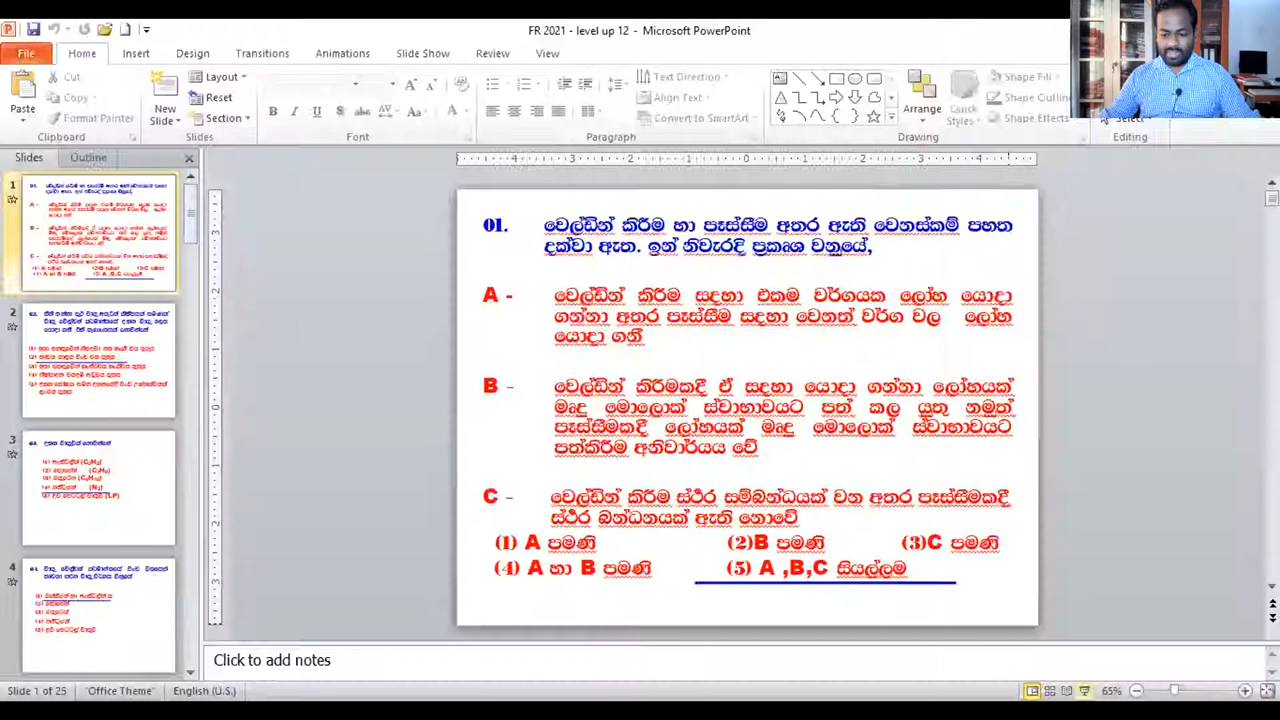 FR 2021 - level up 12 - Microsoft PowerPoint
File Home Insert Design Transitions Animations Slide Show Review View
Paste
Cut
Copy
Format Painter
Clipboard
New Slide
Layout
Reset
Section
Slides
Font
Text Direction
Align Text
Convert to SmartArt
Paragraph
Arrange
Quick Styles
Shape Fill
Shape Outline
Shape Effects
Drawing
Select
Editing
Slides Outline
1
2
3
4
01. වෙල්ඩින් කිරීම හා පෑස්සීම අතර ඇති වෙනස්කම් පහත
දක්වා ඇත. ඉන් නිවැරදි ප්‍රකාශ වනුයේ,
A - වෙල්ඩින් කිරීම සඳහා එකම වර්ගයක ලෝහ යොදා
ගන්නා අතර පෑස්සීම සඳහා වෙනත් වර්ග වල ලෝහ
යොදා ගනී
B - වෙල්ඩින් කිරීමකදී ඒ සඳහා යොදා ගන්නා ලෝහයක්
මෘදු මොලොක් ස්වාභාවයට පත් කල යුතු නමුත්
පෑස්සීමකදී ලෝහයක් මෘදු මොලොක් ස්වාභාවයට
පත්කිරීම අනිවාර්යය වේ
C - වෙල්ඩින් කිරීම ස්ථීර සම්බන්ධයක් වන අතර පෑස්සීමකදී
ස්ථීර බන්ධනයක් ඇති නොවේ
(1) A පමණි (2)B පමණි (3)C පමණි
(4) A හා B පමණි (5) A ,B,C සියල්ලම
Click to add notes
Slide 1 of 25 "Office Theme" English (U.S.) 65%